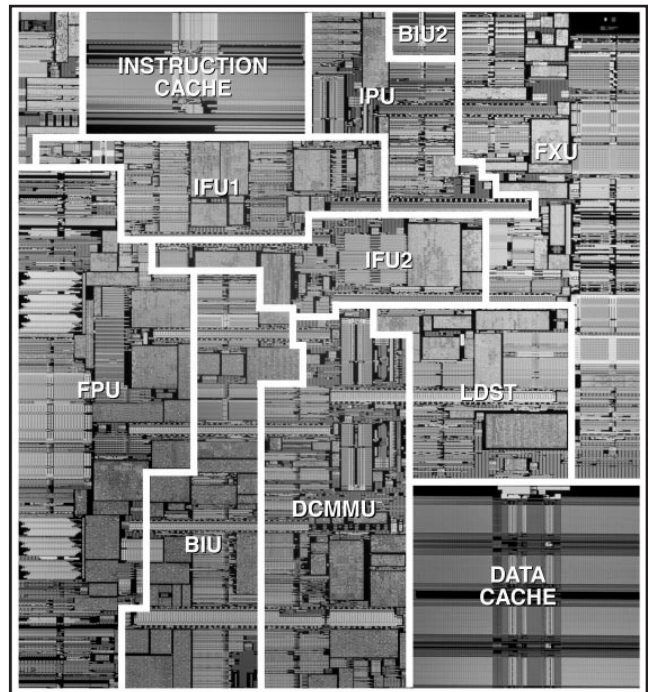 BIU2
INSTRUCTION
CACHE
IPU
FXU
IFU1
IFU2
FPU
LDST
DCMMU
BIU
DATA
CACHE